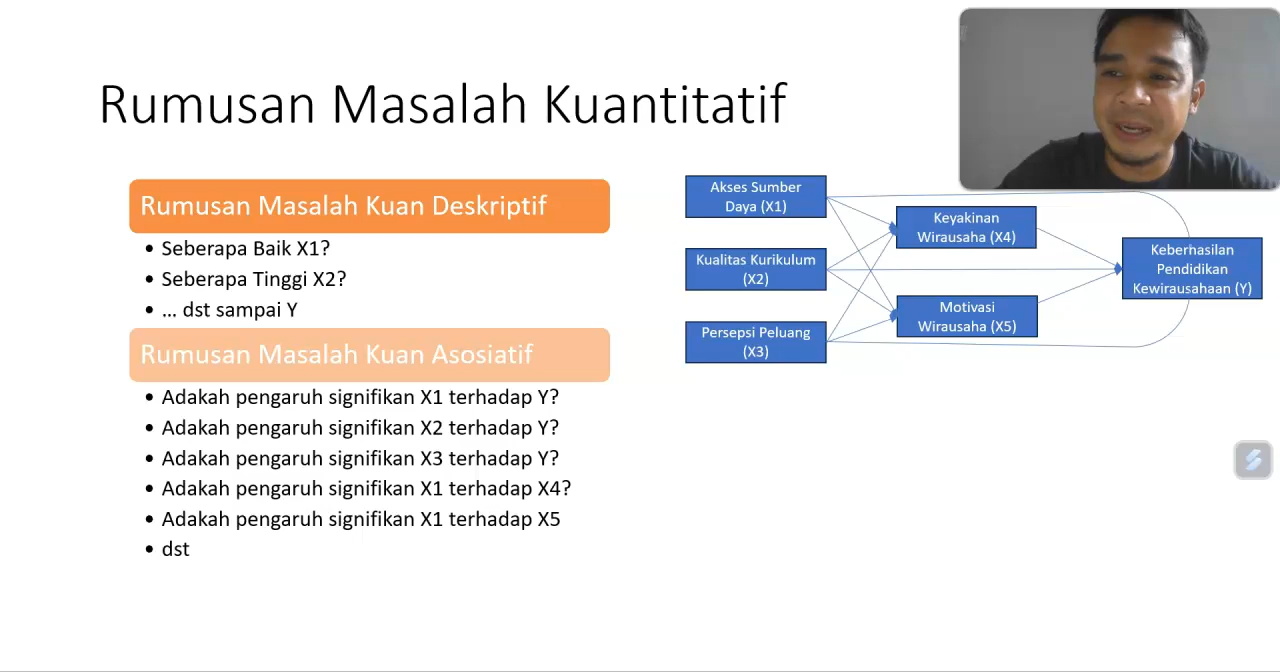 Rumusan Masalah Kuantitatif
Rumusan Masalah Kuan Deskriptif
• Seberapa Baik X1?
• Seberapa Tinggi X2?
• ... dst sampai Y
Rumusan Masalah Kuan Asosiatif
• Adakah pengaruh signifikan X1 terhadap Y?
• Adakah pengaruh signifikan X2 terhadap Y?
• Adakah pengaruh signifikan X3 terhadap Y?
• Adakah pengaruh signifikan X1 terhadap X4?
• Adakah pengaruh signifikan X1 terhadap X5
• dst
Akses Sumber
Daya (X1)
Kualitas Kurikulum
(X2)
Persepsi Peluang
(X3)
Keyakinan
Wirausaha (X4)
Motivasi
Wirausaha (X5)
Keberhasilan
Pendidikan
Kewirausahaan (Y)